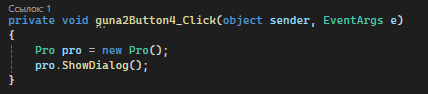 Ссылок: 1
private void guna2Button4_Click(object sender, EventArgs e)
{
    Pro pro = new Pro();
    pro.ShowDialog();
}